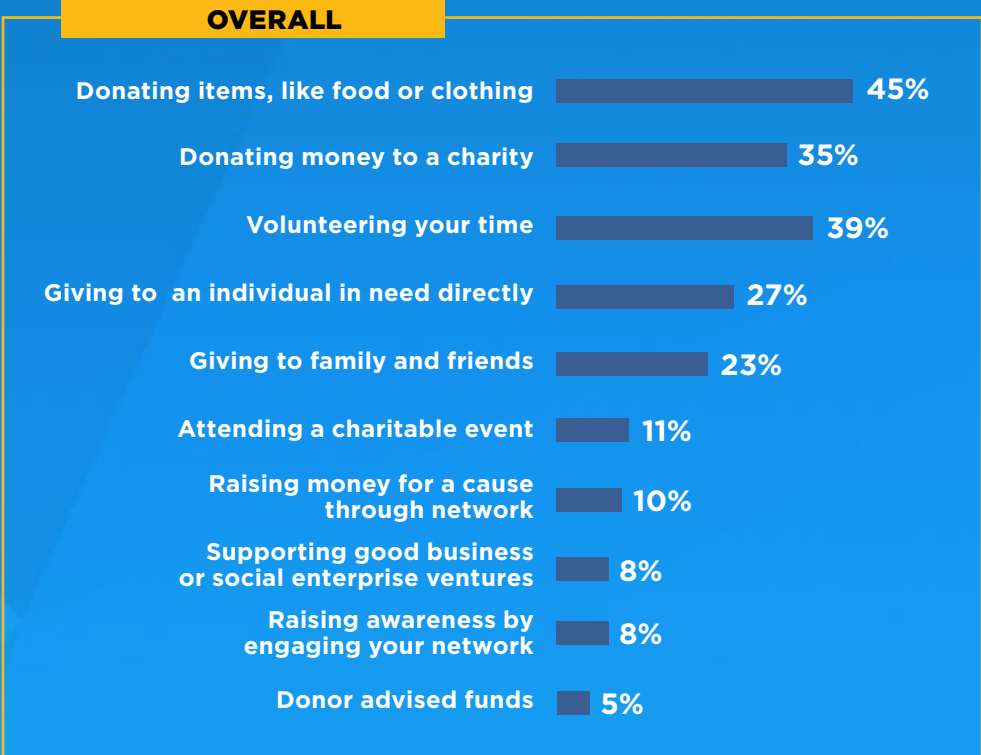 OVERALL
Donating items, like food or clothing 45%
Donating money to a charity 35%
Volunteering your time 39%
Giving to an individual in need directly 27%
Giving to family and friends 23%
Attending a charitable event 11%
Raising money for a cause
through network 10%
Supporting good business
or social enterprise ventures 8%
Raising awareness by
engaging your network 8%
Donor advised funds 5%